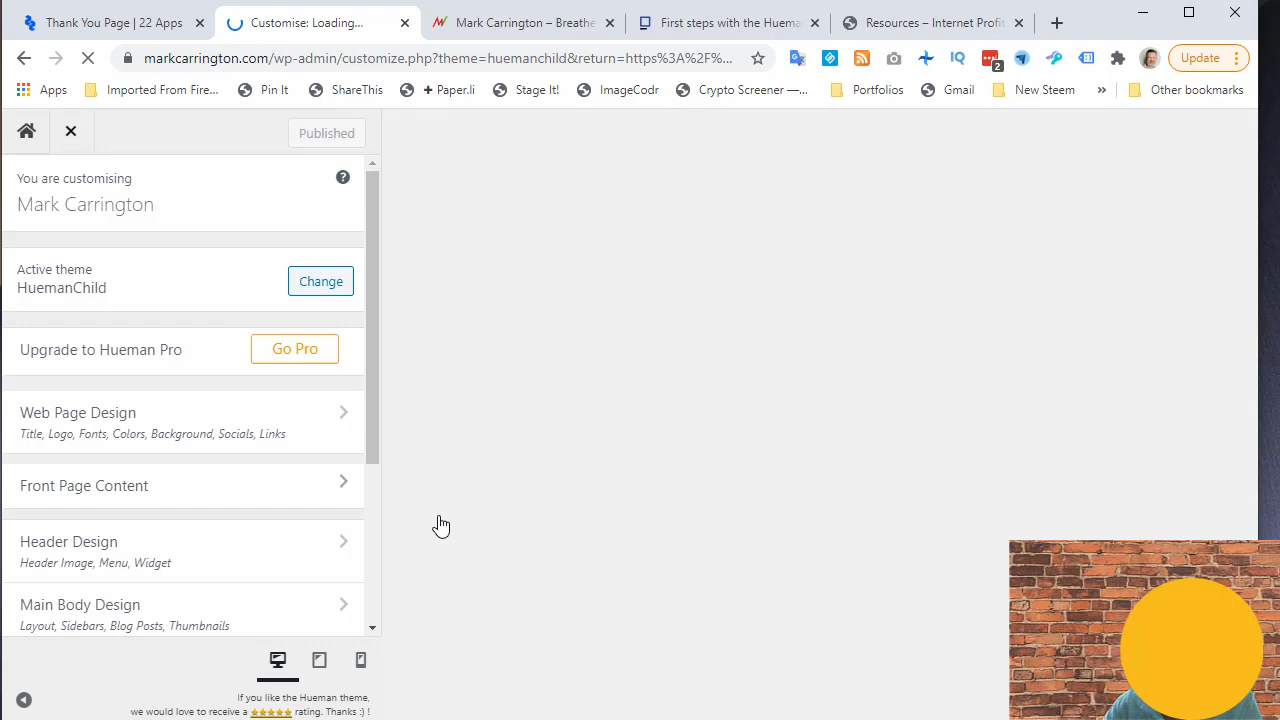 Thank You Page | 22 Apps
Customise: Loading...
Mark Carrington – Breathe
First steps with the Huema
Resources – Internet Profit
markcarrington.com/wp-admin/customize.php?theme=huemanchild&return=https%3A%2F%...
IQ
2
Update
Apps
Imported From Fire...
Pin It
ShareThis
+ Paper.li
Stage It!
ImageCodr
Crypto Screener —...
Portfolios
Gmail
New Steem
»
Other bookmarks
Published
You are customising
Mark Carrington
Active theme
HuemanChild
Change
Upgrade to Hueman Pro
Go Pro
Web Page Design
Title, Logo, Fonts, Colors, Background, Socials, Links
Front Page Content
Header Design
Header Image, Menu, Widget
Main Body Design
Layout, Sidebars, Blog Posts, Thumbnails
If you like the Hueman theme,
we would love to receive a ★★★★★ rating. Thanks :) !